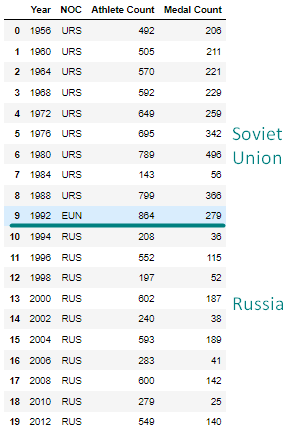 Year NOC Athlete Count Medal Count
0 1956 URS 492 206
1 1960 URS 505 211
2 1964 URS 570 221
3 1968 URS 592 229
4 1972 URS 649 259
5 1976 URS 695 342
6 1980 URS 789 496
7 1984 URS 143 56
8 1988 URS 799 366
9 1992 EUN 864 279
Soviet
Union
10 1994 RUS 208 36
11 1996 RUS 552 115
12 1998 RUS 197 52
13 2000 RUS 602 187
14 2002 RUS 240 38
15 2004 RUS 593 189
16 2006 RUS 283 41
17 2008 RUS 600 142
18 2010 RUS 279 25
19 2012 RUS 549 140
Russia